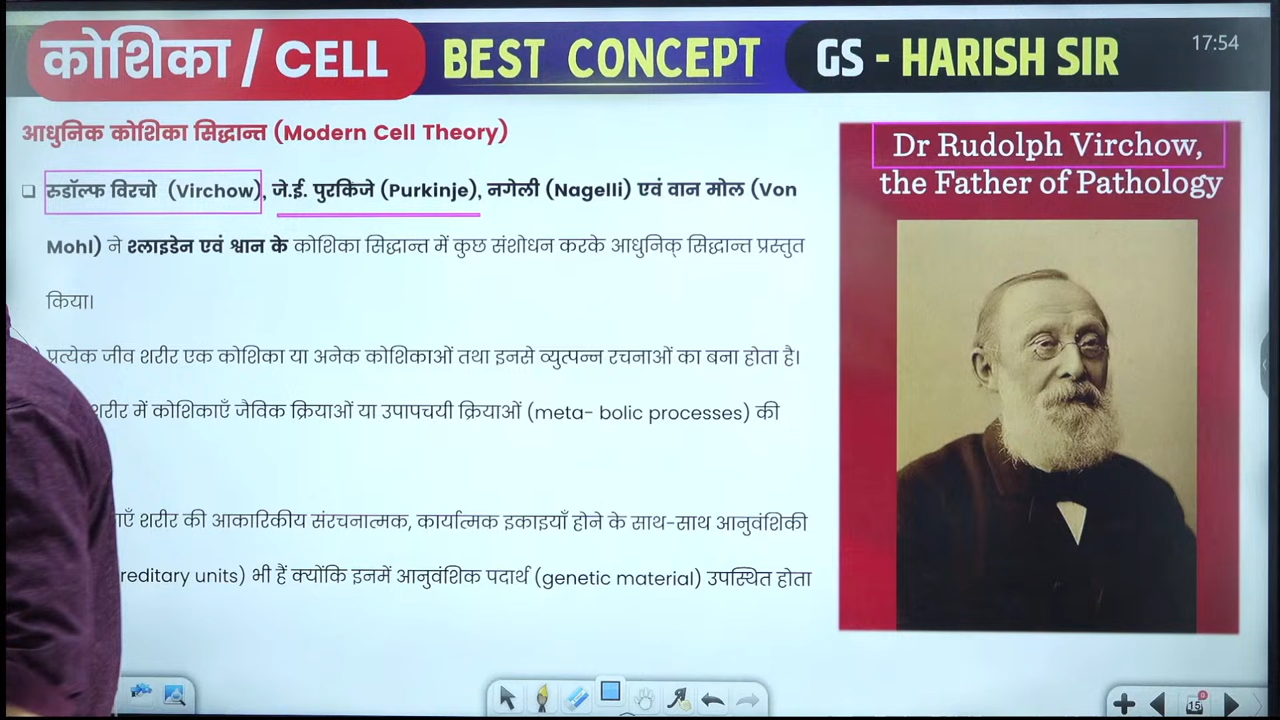 कोशिका / CELL
BEST CONCEPT
GS - HARISH SIR
17:54
आधुनिक कोशिका सिद्धान्त (Modern Cell Theory)
रुडॉल्फ विरचो (Virchow), जे.ई. पुरकिंजे (Purkinje), नगेली (Nagelli) एवं वान मोल (Von
Mohl) ने श्लाइडेन एवं श्वान के कोशिका सिद्धान्त में कुछ संशोधन करके आधुनिक् सिद्धान्त प्रस्तुत
किया।
प्रत्येक जीव शरीर एक कोशिका या अनेक कोशिकाओं तथा इनसे व्युत्पन्न रचनाओं का बना होता है।
में कोशिकाएँ जैविक क्रियाओं या उपापचयी क्रियाओं (meta- bolic processes) की
शरीर की आकारिकीय संरचनात्मक, कार्यात्मक इकाइयाँ होने के साथ-साथ आनुवंशिकी
units) भी हैं क्योंकि इनमें आनुवंशिक पदार्थ (genetic material) उपस्थित होता
Dr Rudolph Virchow,
the Father of Pathology
15